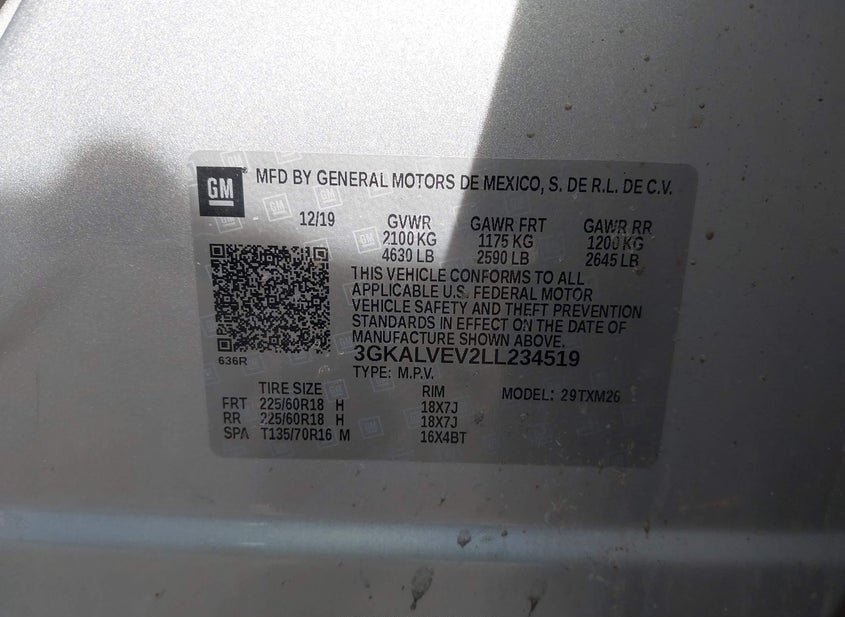 GM MFD BY GENERAL MOTORS DE MEXICO, S. DE R.L. DE C.V.
12/19 GVWR GAWR FRT GAWR RR
2100 KG 1175 KG 1200 KG
4630 LB 2590 LB 2645 LB
THIS VEHICLE CONFORMS TO ALL
APPLICABLE U.S. FEDERAL MOTOR
VEHICLE SAFETY AND THEFT PREVENTION
STANDARDS IN EFFECT ON THE DATE OF
MANUFACTURE SHOWN ABOVE.
636R 3GKALVEV2LL234519
TYPE: M.P.V.
TIRE SIZE RIM MODEL: 29TXM26
FRT 225/60R18 H 18X7J
RR 225/60R18 H 18X7J
SPA T135/70R16 M 16X4BT